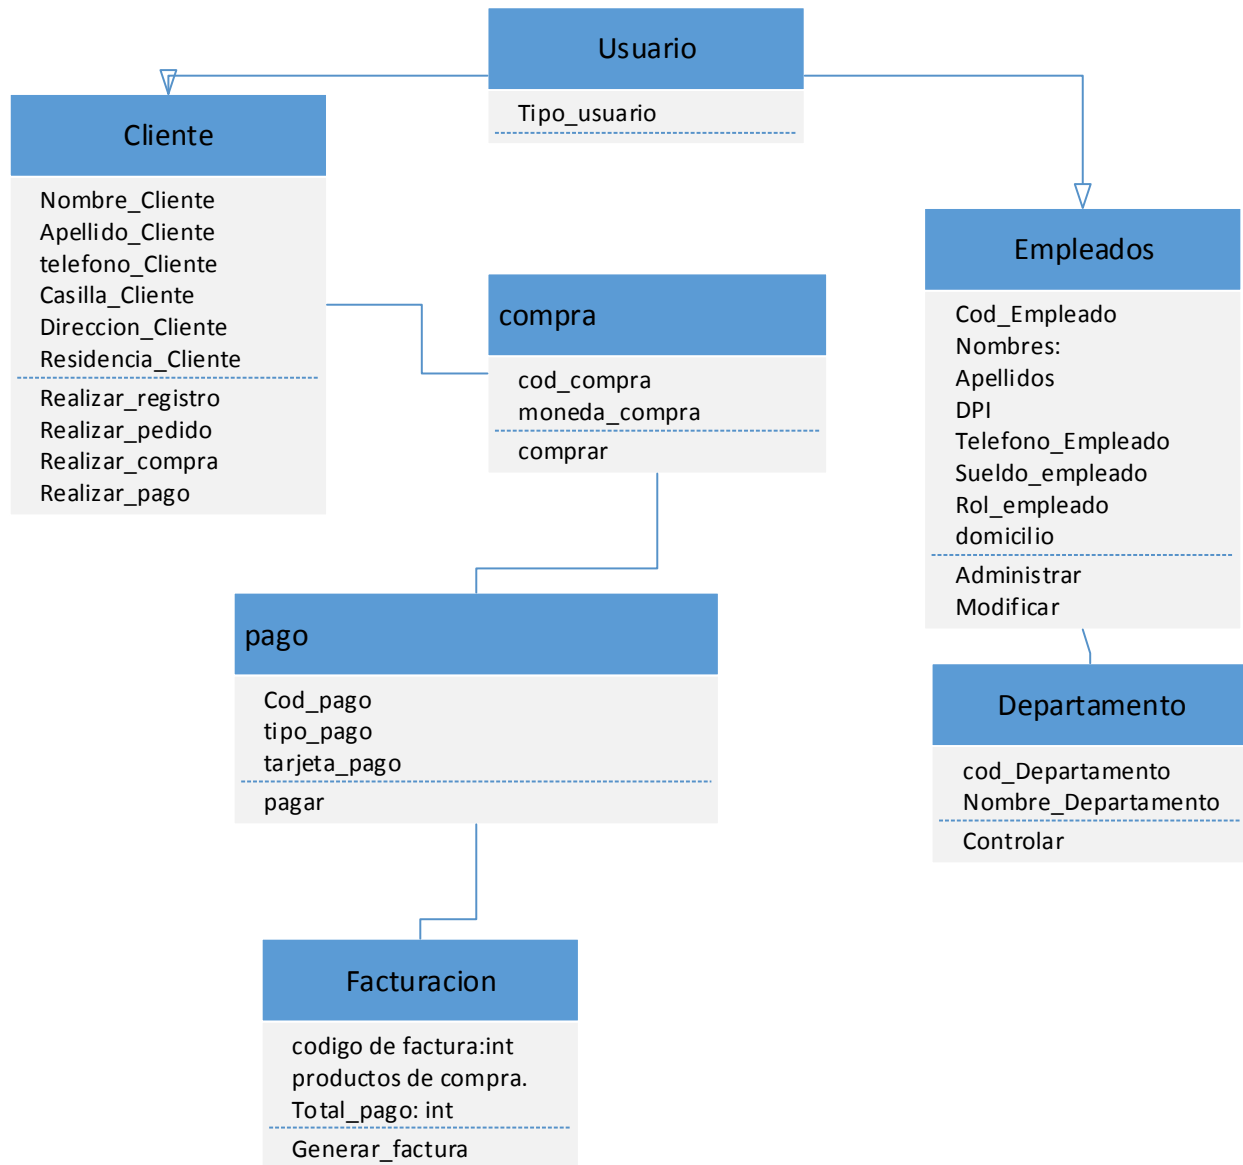 Usuario
Tipo_usuario
Cliente
Nombre_Cliente
Apellido_Cliente
telefono_Cliente
Casilla_Cliente
Direccion_Cliente
Residencia_Cliente
Realizar_registro
Realizar_pedido
Realizar_compra
Realizar_pago
compra
cod_compra
moneda_compra
comprar
Empleados
Cod_Empleado
Nombres:
Apellidos
DPI
Telefono_Empleado
Sueldo_empleado
Rol_empleado
domicilio
Administrar
Modificar
pago
Cod_pago
tipo_pago
tarjeta_pago
pagar
Departamento
cod_Departamento
Nombre_Departamento
Controlar
Facturacion
codigo de factura:int
productos de compra.
Total_pago: int
Generar_factura